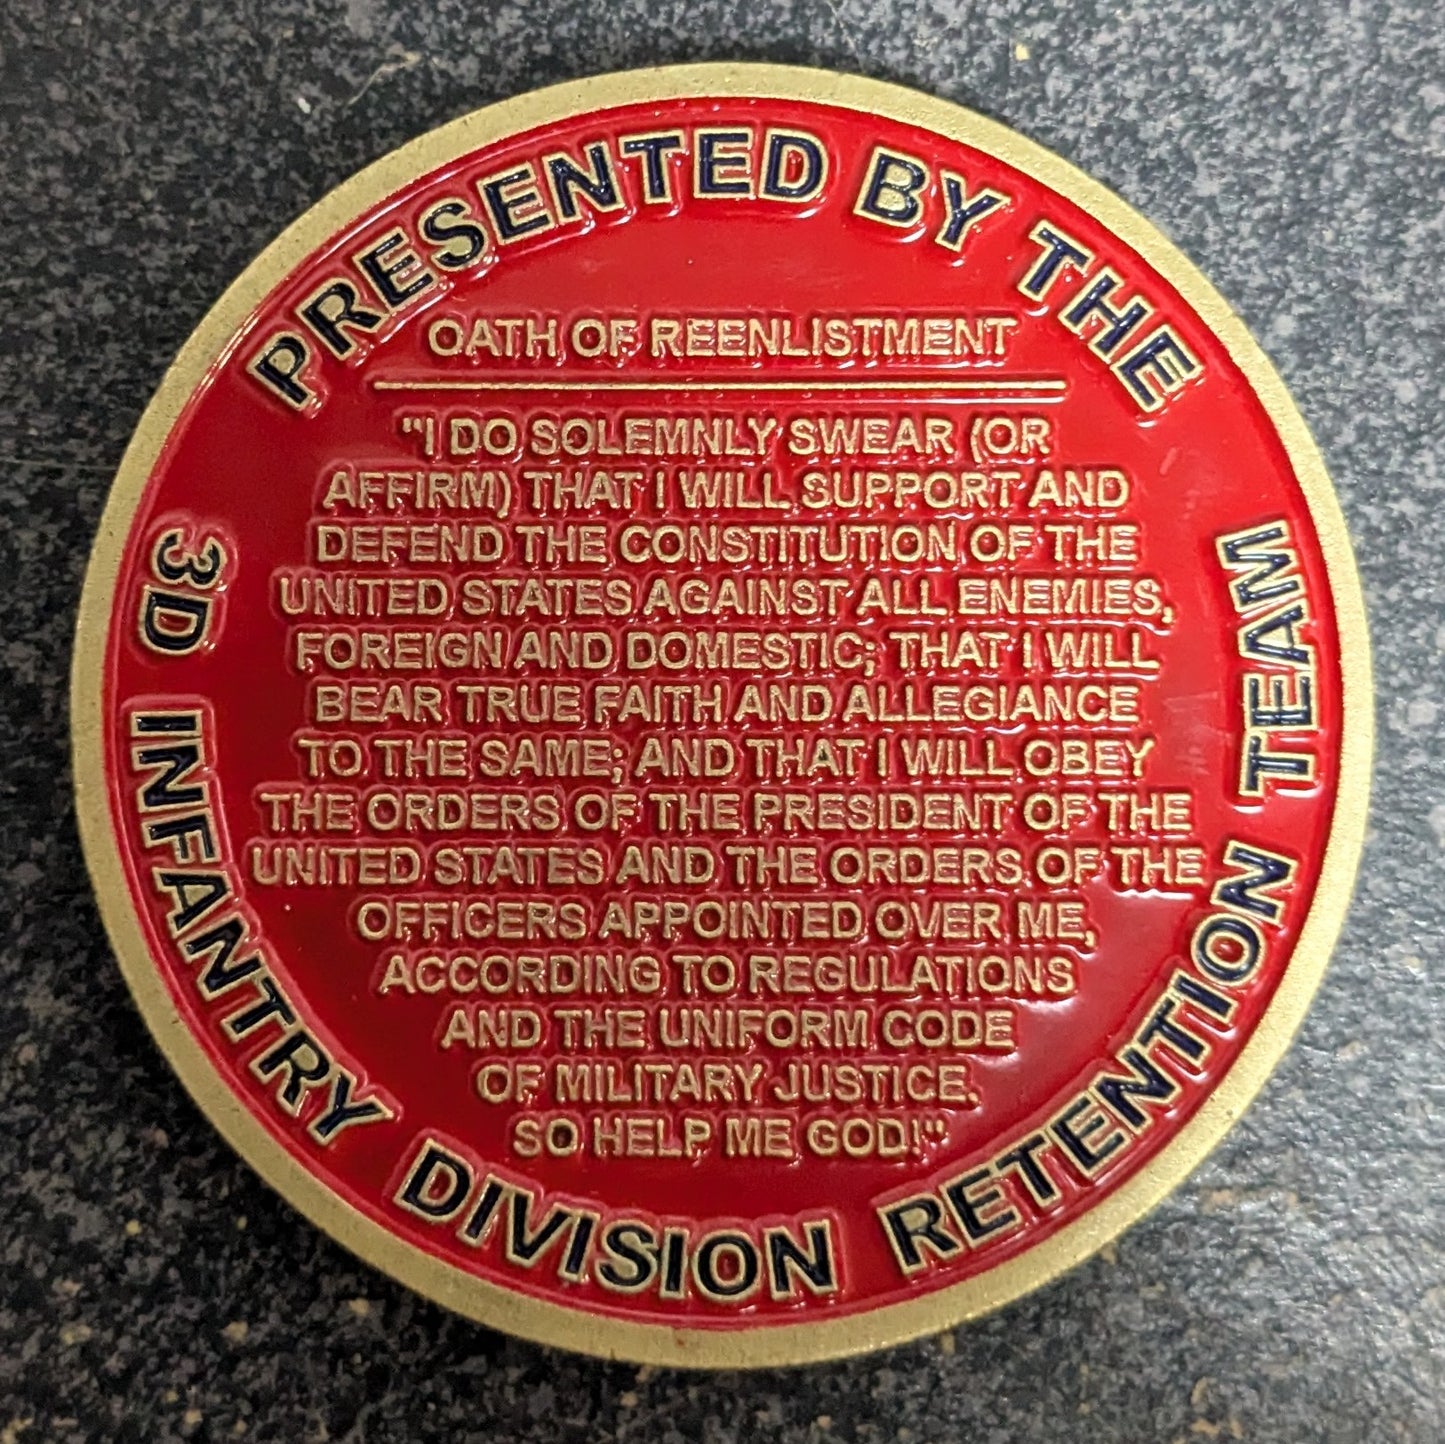 PRESENTED BY THE
OATH OF REENLISTMENT
"I DO SOLEMNLY SWEAR (OR
AFFIRM) THAT I WILL SUPPORT AND
DEFEND THE CONSTITUTION OF THE
UNITED STATES AGAINST ALL ENEMIES,
FOREIGN AND DOMESTIC; THAT I WILL
BEAR TRUE FAITH AND ALLEGIANCE
TO THE SAME; AND THAT I WILL OBEY
THE ORDERS OF THE PRESIDENT OF THE
UNITED STATES AND THE ORDERS OF THE
OFFICERS APPOINTED OVER ME,
ACCORDING TO REGULATIONS
AND THE UNIFORM CODE
OF MILITARY JUSTICE.
SO HELP ME GOD!"
3D INFANTRY DIVISION RETENTION TEAM